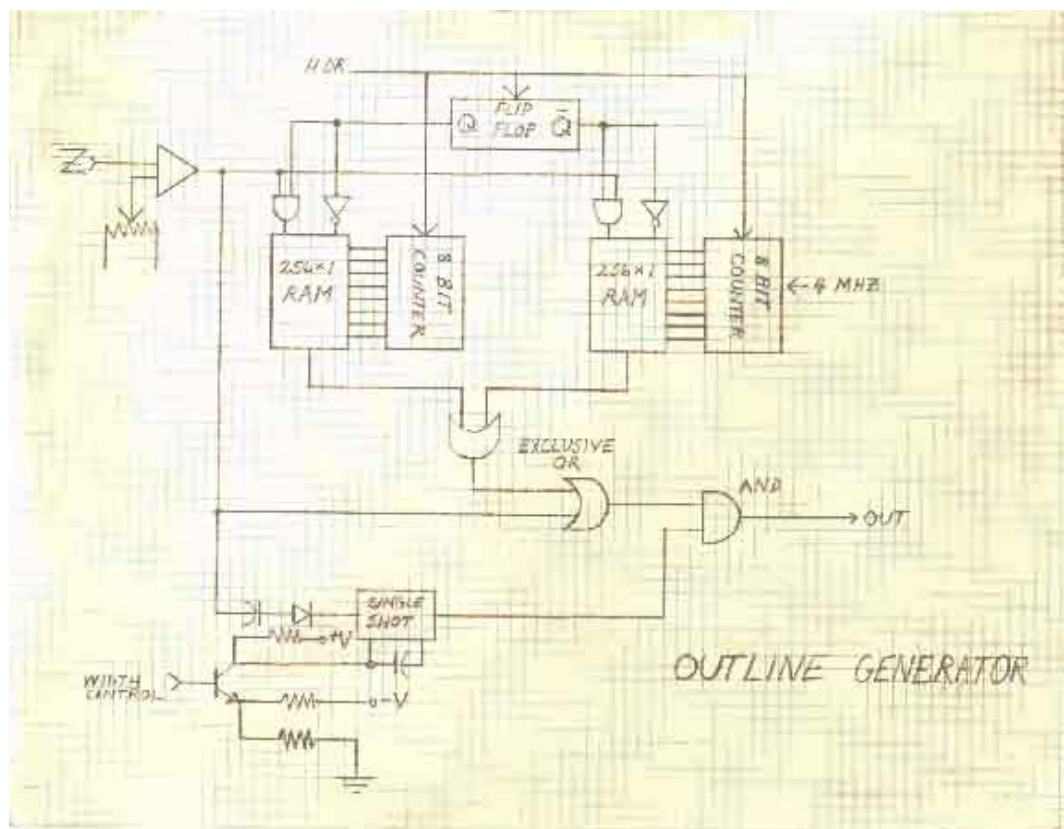 HOR
FLIP
FLOP
Q
Q̅
Z
256×1
RAM
8 BIT
COUNTER
256×1
RAM
8 BIT
COUNTER
4 MHZ
EXCLUSIVE
OR
AND
OUT
SINGLE
SHOT
+V
WIDTH
CONTROL
-V
OUTLINE GENERATOR